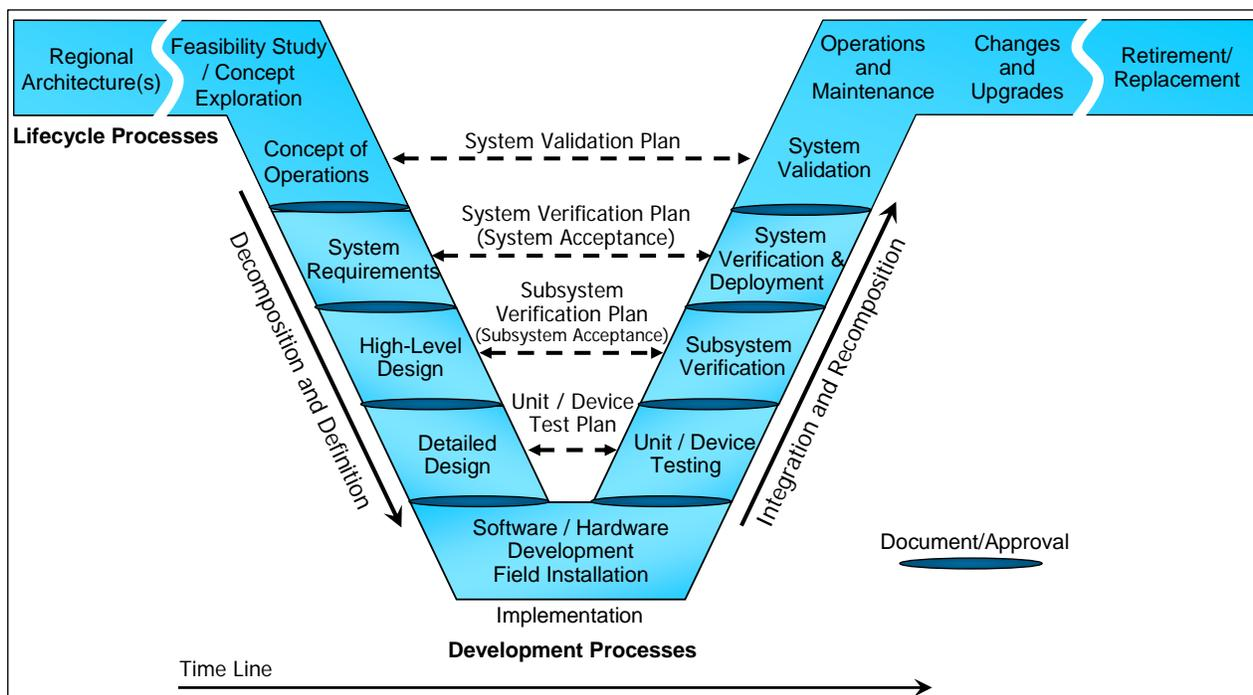 Regional
Architecture(s)
Feasibility Study
/ Concept
Exploration
Operations
and
Maintenance
Changes
and
Upgrades
Retirement/
Replacement
Lifecycle Processes
Concept of
Operations
System Validation Plan
System
Validation
Decomposition and Definition
System
Requirements
System Verification Plan
(System Acceptance)
System
Verification &
Deployment
High-Level
Design
Subsystem
Verification Plan
(Subsystem Acceptance)
Subsystem
Verification
Integration and Recomposition
Detailed
Design
Unit / Device
Test Plan
Unit / Device
Testing
Software / Hardware
Development
Field Installation
Document/Approval
Implementation
Development Processes
Time Line